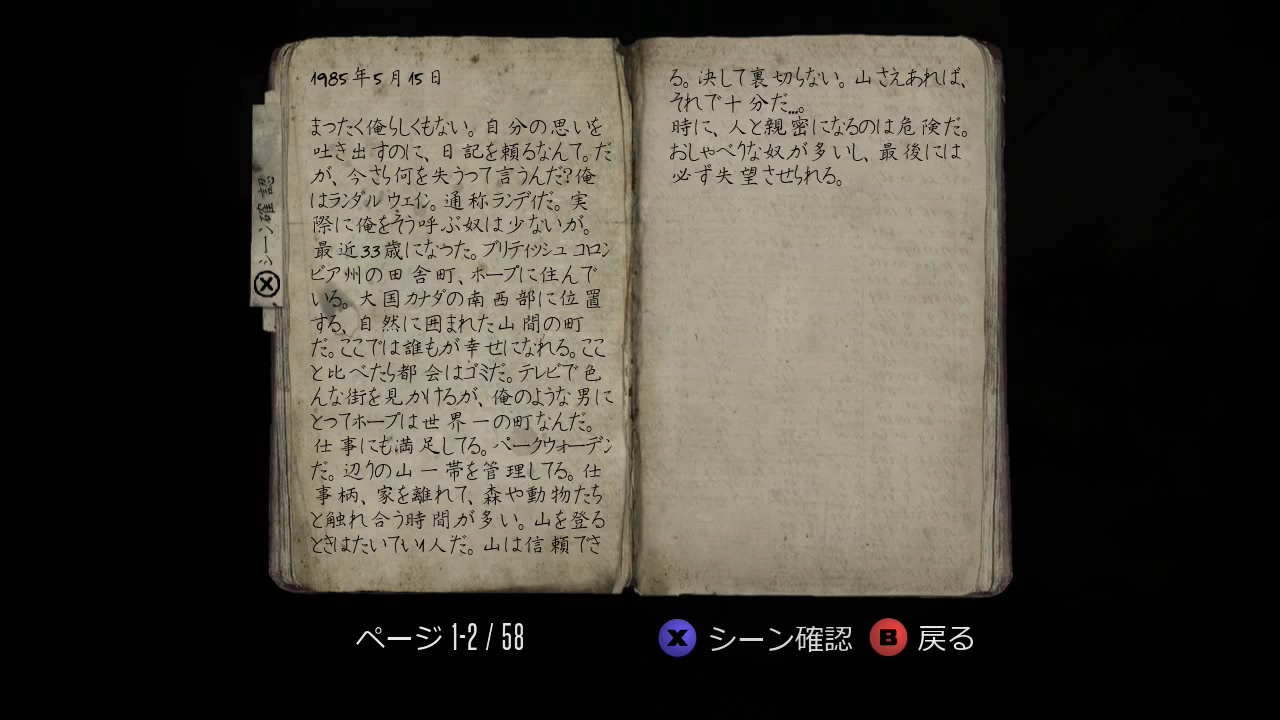 1985年5月15日
まったく俺らしくもない。自分の思いを
吐き出すのに、日記を頼るなんて。だ
が、今さら何を失うって言うんだ?俺
はランダル ウェイン。通称ランディだ。実
際に俺をそう呼ぶ奴は少ないが。
最近33歳になった。ブリティッシュ コロン
ビア州の田舎町、ホープに住んで
いる。大国カナダの南西部に位置
する、自然に囲まれた山間の町
だ。ここでは誰もが幸せになれる。ここ
と比べたら都会はゴミだ。テレビで色
んな街を見かけるが、俺のような男に
とってホープは世界一の町なんだ。
仕事にも満足してる。パークウォーデン
だ。辺りの山一帯を管理してる。仕
事柄、家を離れて、森や動物たち
と触れ合う時間が多い。山を登る
ときはたいてい1人だ。山は信頼でき
る。決して裏切らない。山さえあれば、
それで十分だ...。
時に、人と親密になるのは危険だ。
おしゃべりな奴が多いし、最後には
必ず失望させられる。
シーン確認
X
ページ 1-2 / 58
X シーン確認 B 戻る